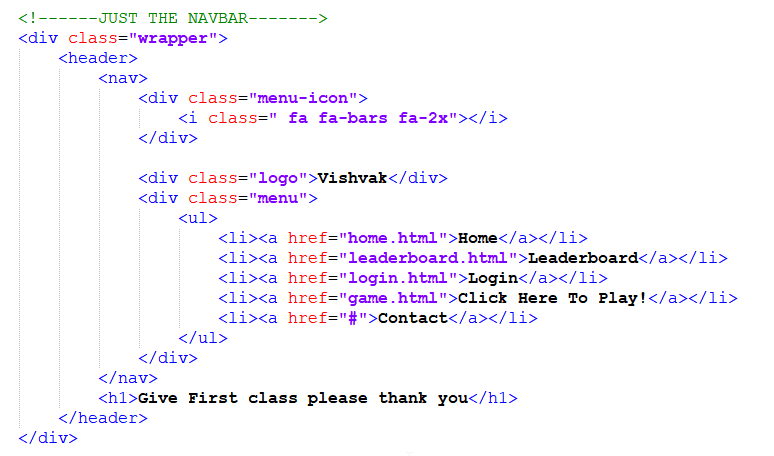 <!------JUST THE NAVBAR------->
<div class="wrapper">
    <header>
        <nav>
            <div class="menu-icon">
                <i class=" fa fa-bars fa-2x"></i>
            </div>

            <div class="logo">Vishvak</div>
            <div class="menu">
                <ul>
                    <li><a href="home.html">Home</a></li>
                    <li><a href="leaderboard.html">Leaderboard</a></li>
                    <li><a href="login.html">Login</a></li>
                    <li><a href="game.html">Click Here To Play!</a></li>
                    <li><a href="#">Contact</a></li>
                </ul>
            </div>
        </nav>
        <h1>Give First class please thank you</h1>
    </header>
</div>